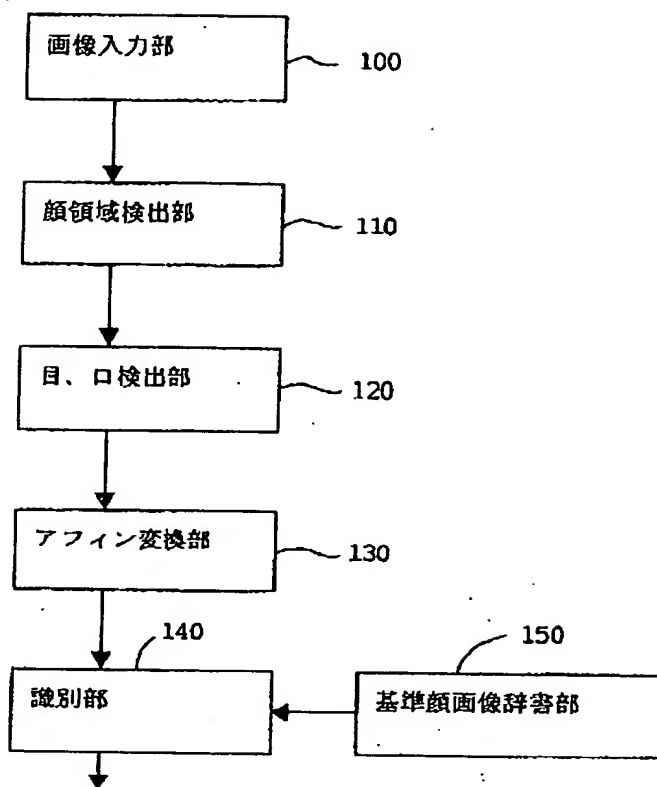 画像入力部
100
顔領域検出部
110
目、口検出部
120
アフィン変換部
130
140
150
識別部
基準顔画像辞書部